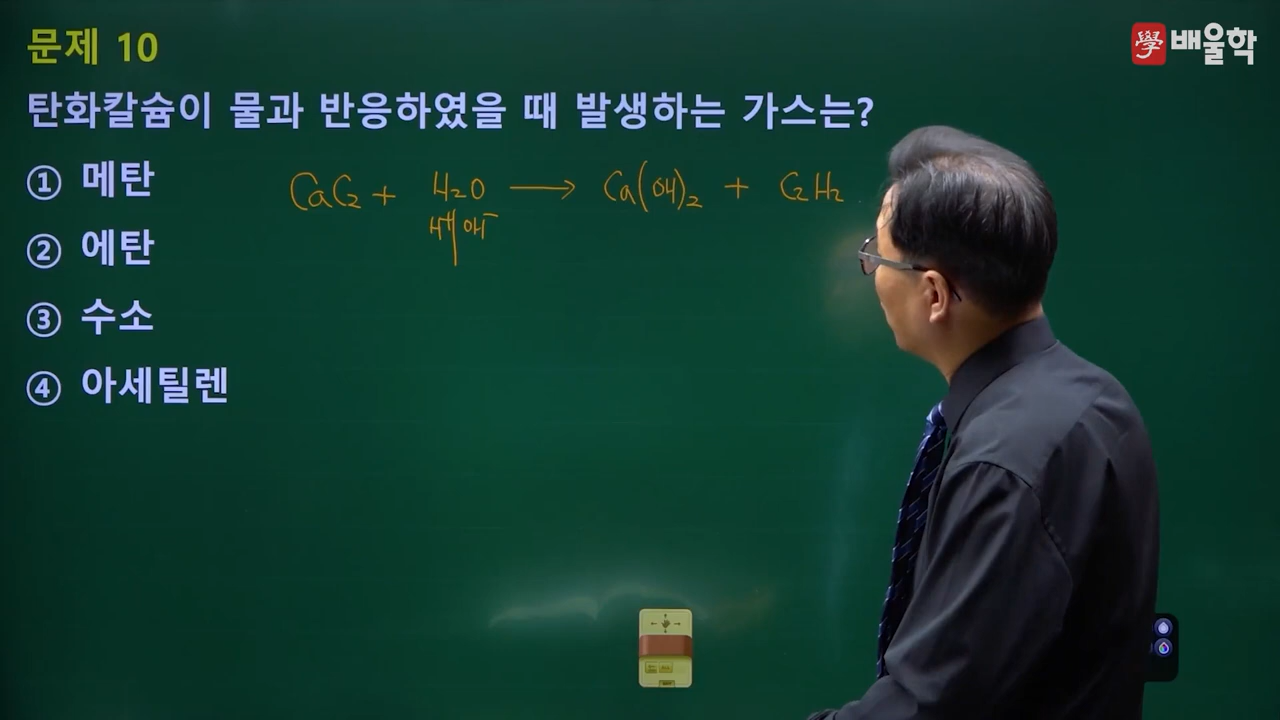 문제 10
學 배울학
탄화칼슘이 물과 반응하였을 때 발생하는 가스는?
① 메탄
CaC₂ + H₂O → Ca(OH)₂ + C₂H₂
H⁺ OH⁻
② 에탄
③ 수소
④ 아세틸렌